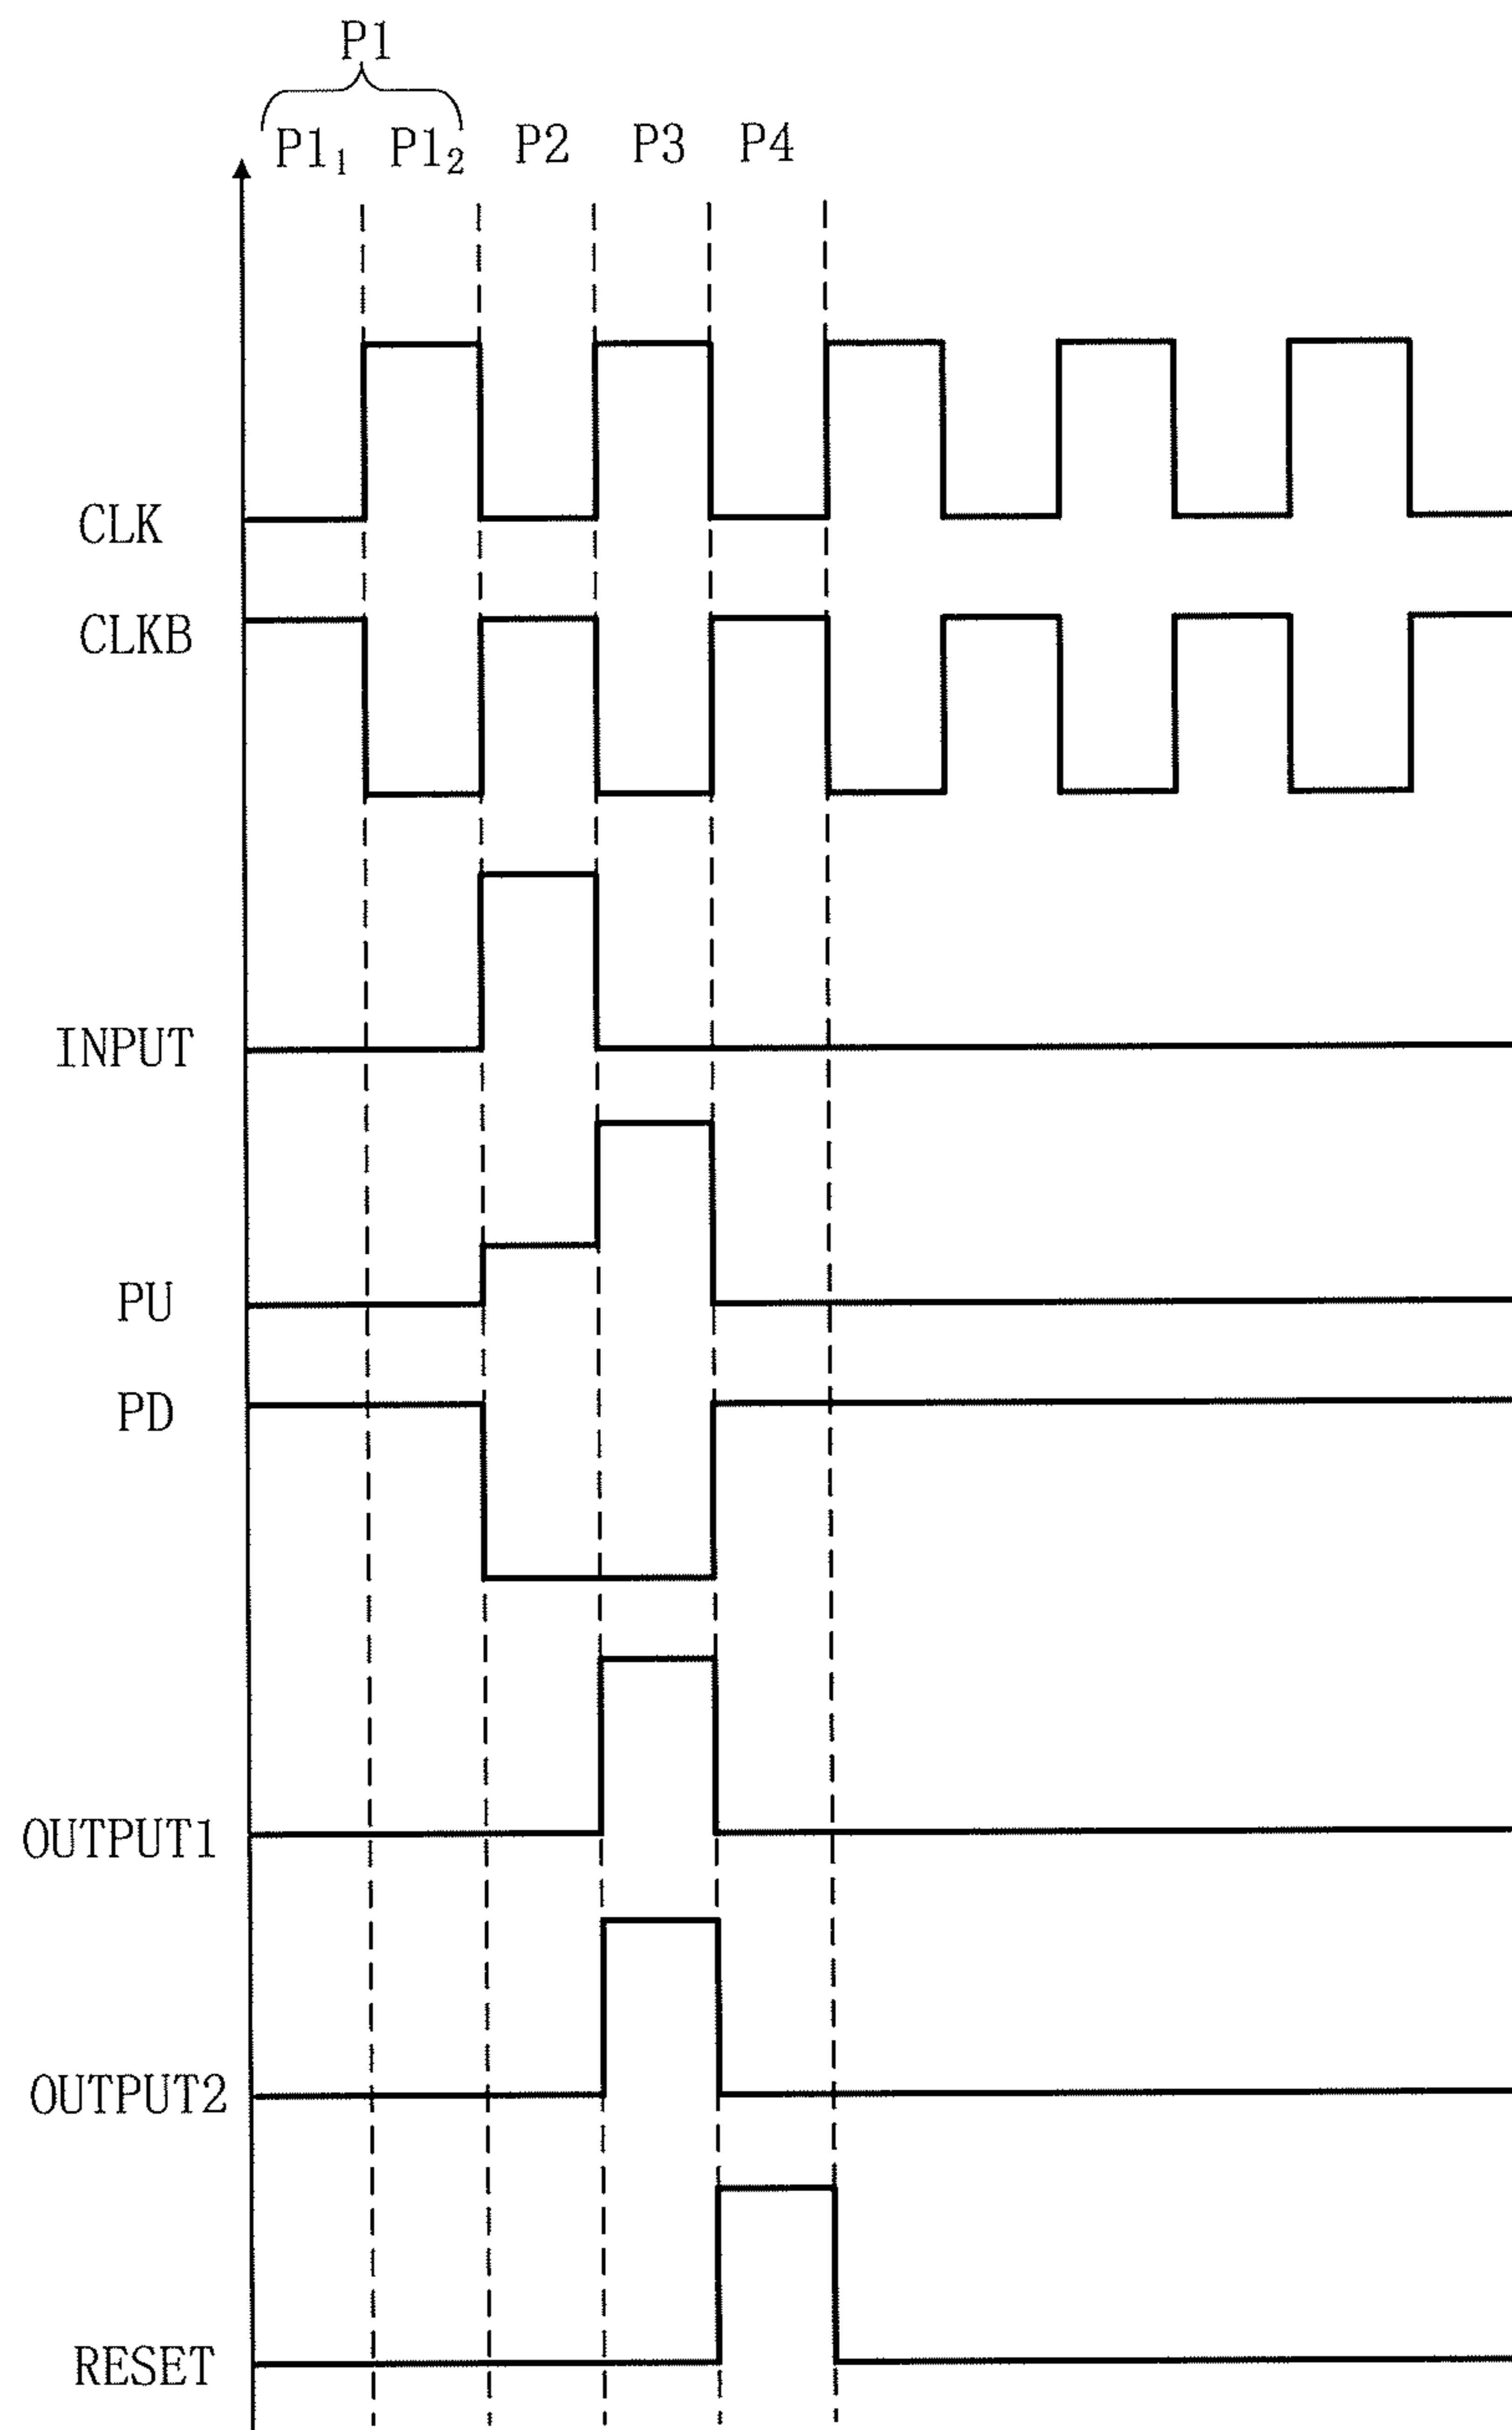 P1
P1₁ P1₂ P2 P3 P4
CLK
CLKB
INPUT
PU
PD
OUTPUT1
OUTPUT2
RESET